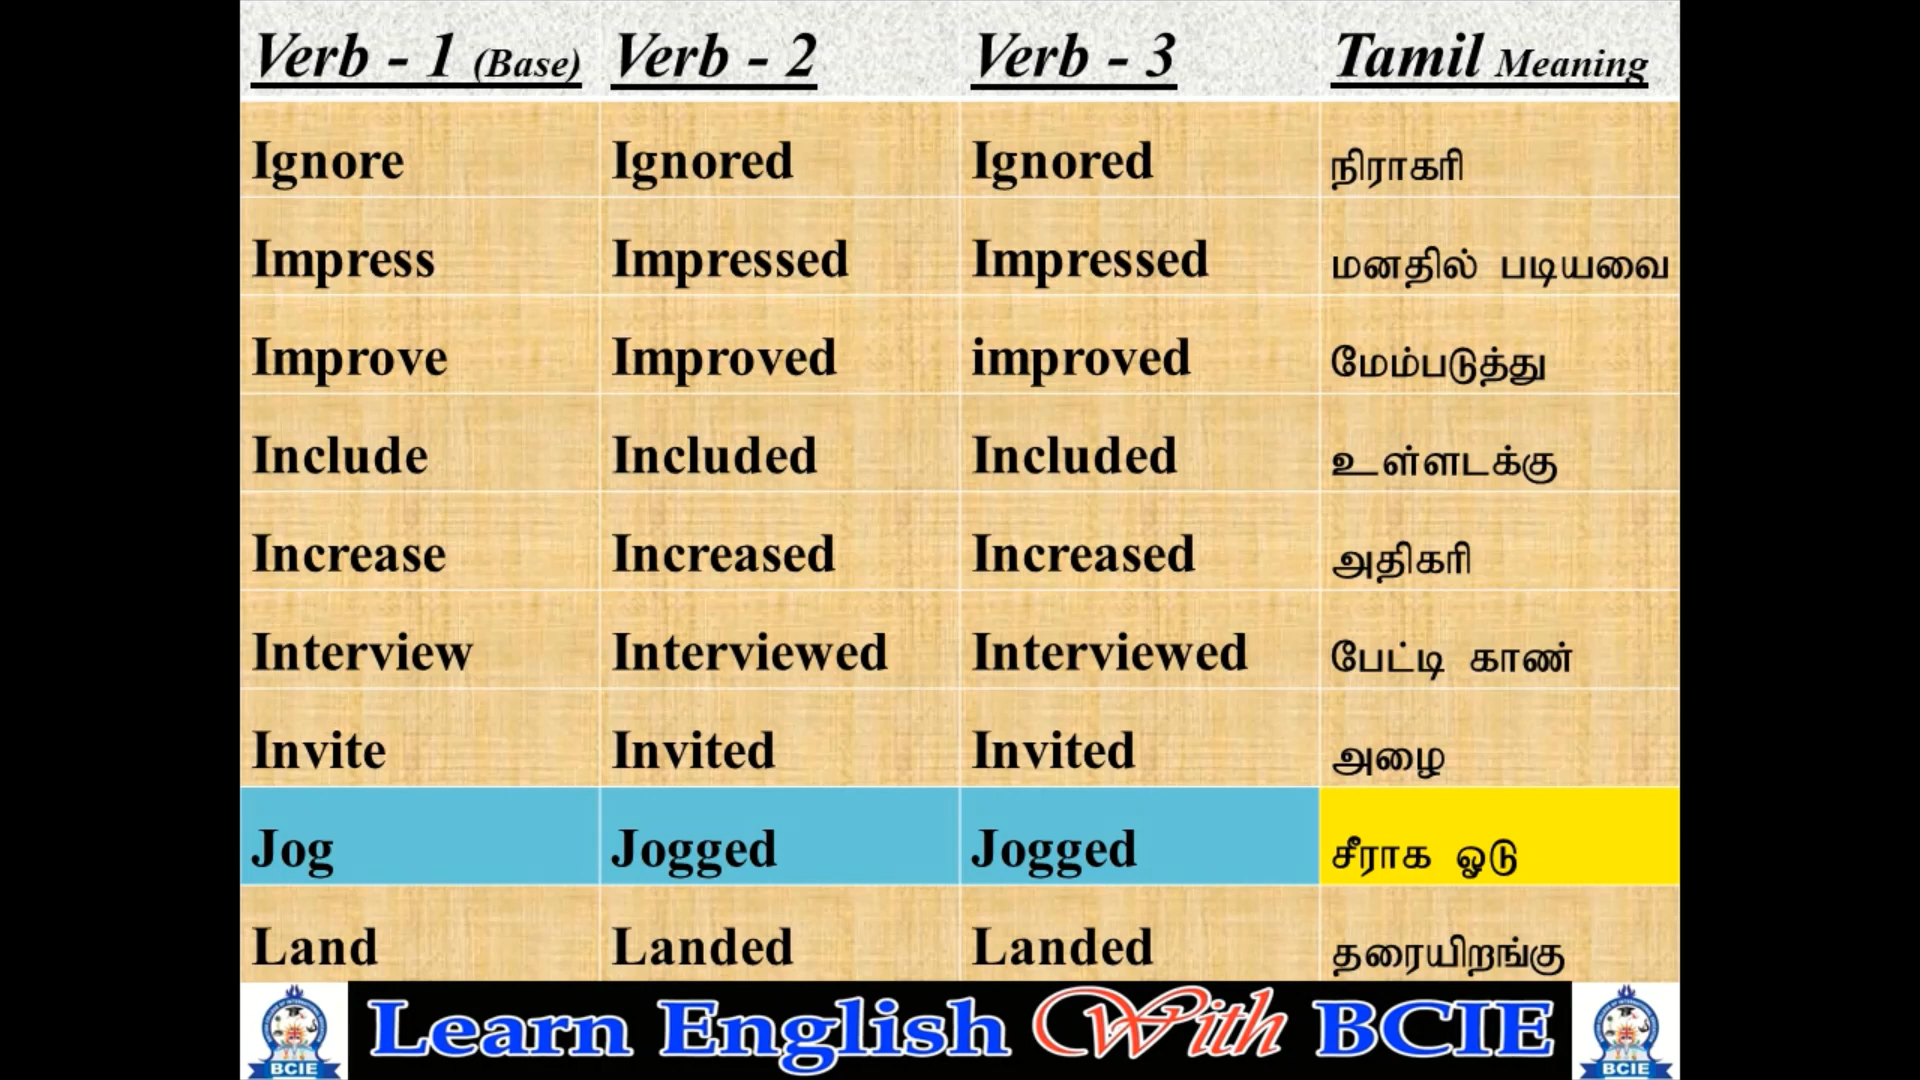 Verb - 1 (Base) Verb - 2 Verb - 3 Tamil Meaning
Ignore Ignored Ignored நிராகரி
Impress Impressed Impressed மனதில் படியவை
Improve Improved improved மேம்படுத்து
Include Included Included உள்ளடக்கு
Increase Increased Increased அதிகரி
Interview Interviewed Interviewed பேட்டி காண்
Invite Invited Invited அழை
Jog Jogged Jogged சீராக ஓடு
Land Landed Landed தரையிறங்கு
BCIE Learn English With BCIE BCIE